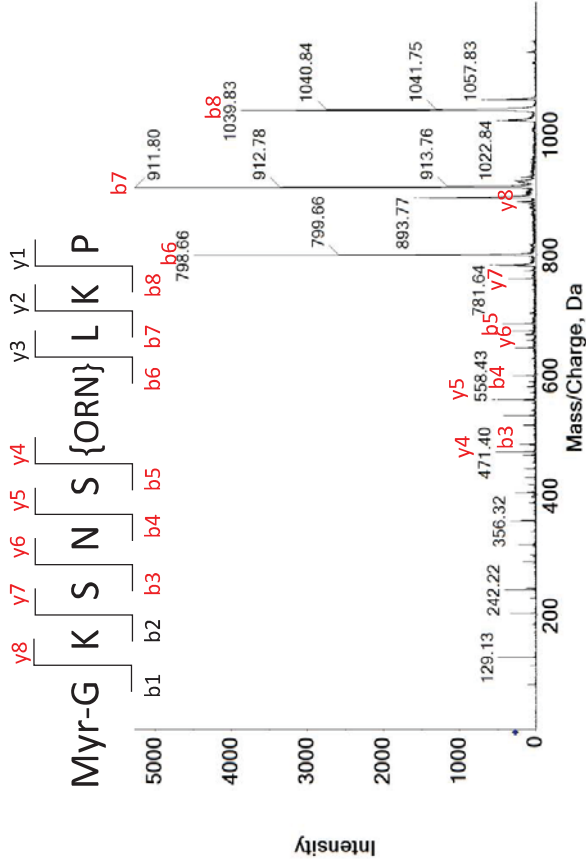 y8 y7 y6 y5 y4 y3 y2 y1
Myr-G K S N S {ORN} L K P
b1 b2 b3 b4 b5 b6 b7 b8
b7
911.80
b8
1039.83
798.66
b6
912.78
1040.84
799.66
913.76
1041.75
893.77
y4
471.40
b3
y5
558.43
b4
y6
b5
781.64
y7
y8
1022.84
1057.83
129.13
242.22
356.32
5000
4000
3000
2000
1000
0
Intensity
200 400 600 800 1000
Mass/Charge, Da